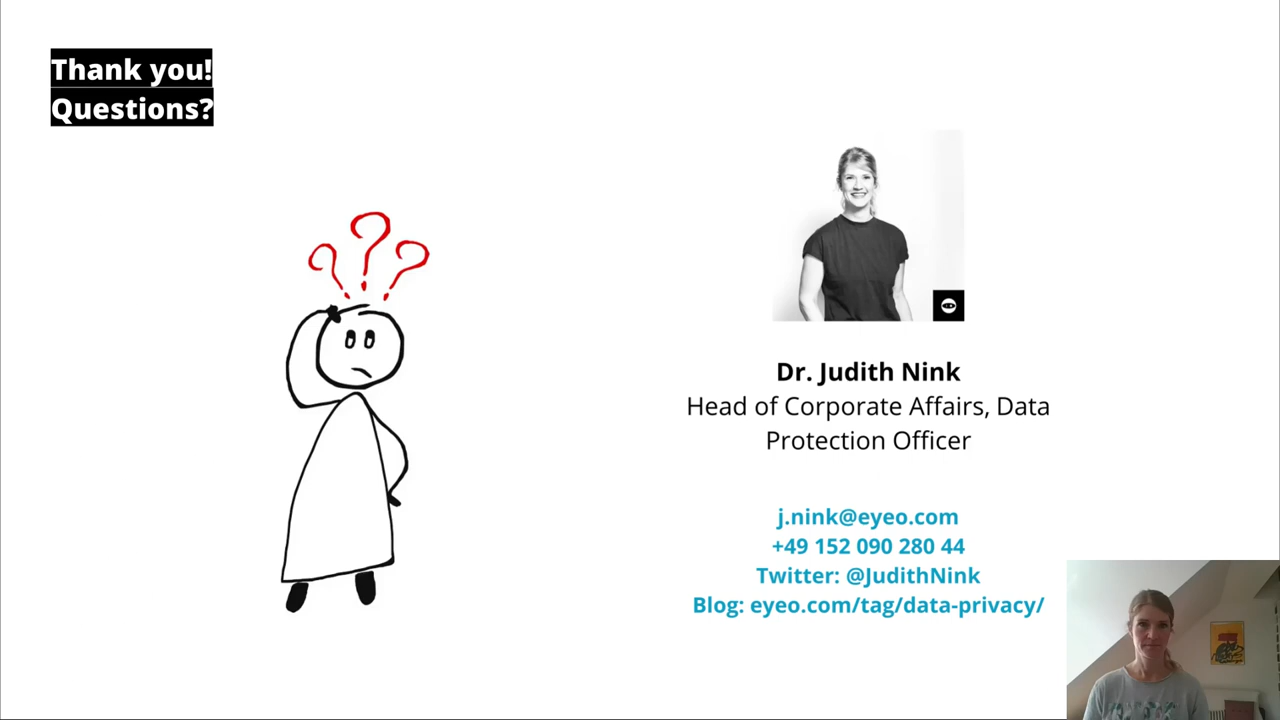 Thank you!
Questions?
Dr. Judith Nink
Head of Corporate Affairs, Data
Protection Officer
j.nink@eyeo.com
+49 152 090 280 44
Twitter: @JudithNink
Blog: eyeo.com/tag/data-privacy/